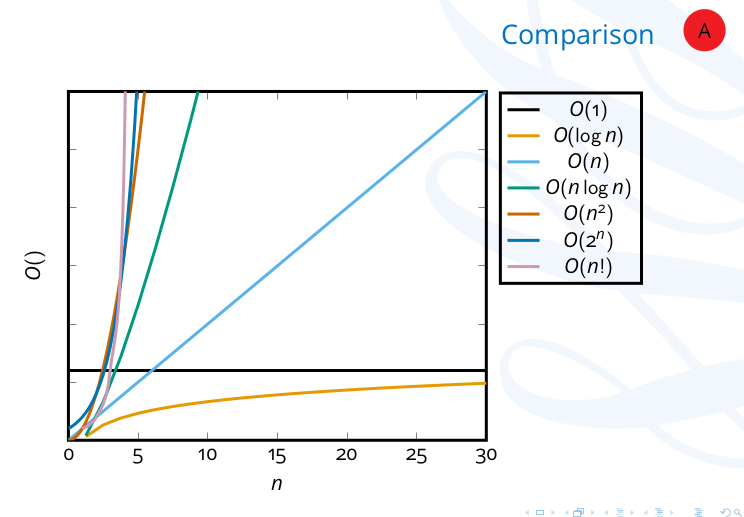 Comparison
A
O(1)
O(log n)
O(n)
O(n log n)
O(n²)
O(2ⁿ)
O(n!)
O()
0 5 10 15 20 25 30
n